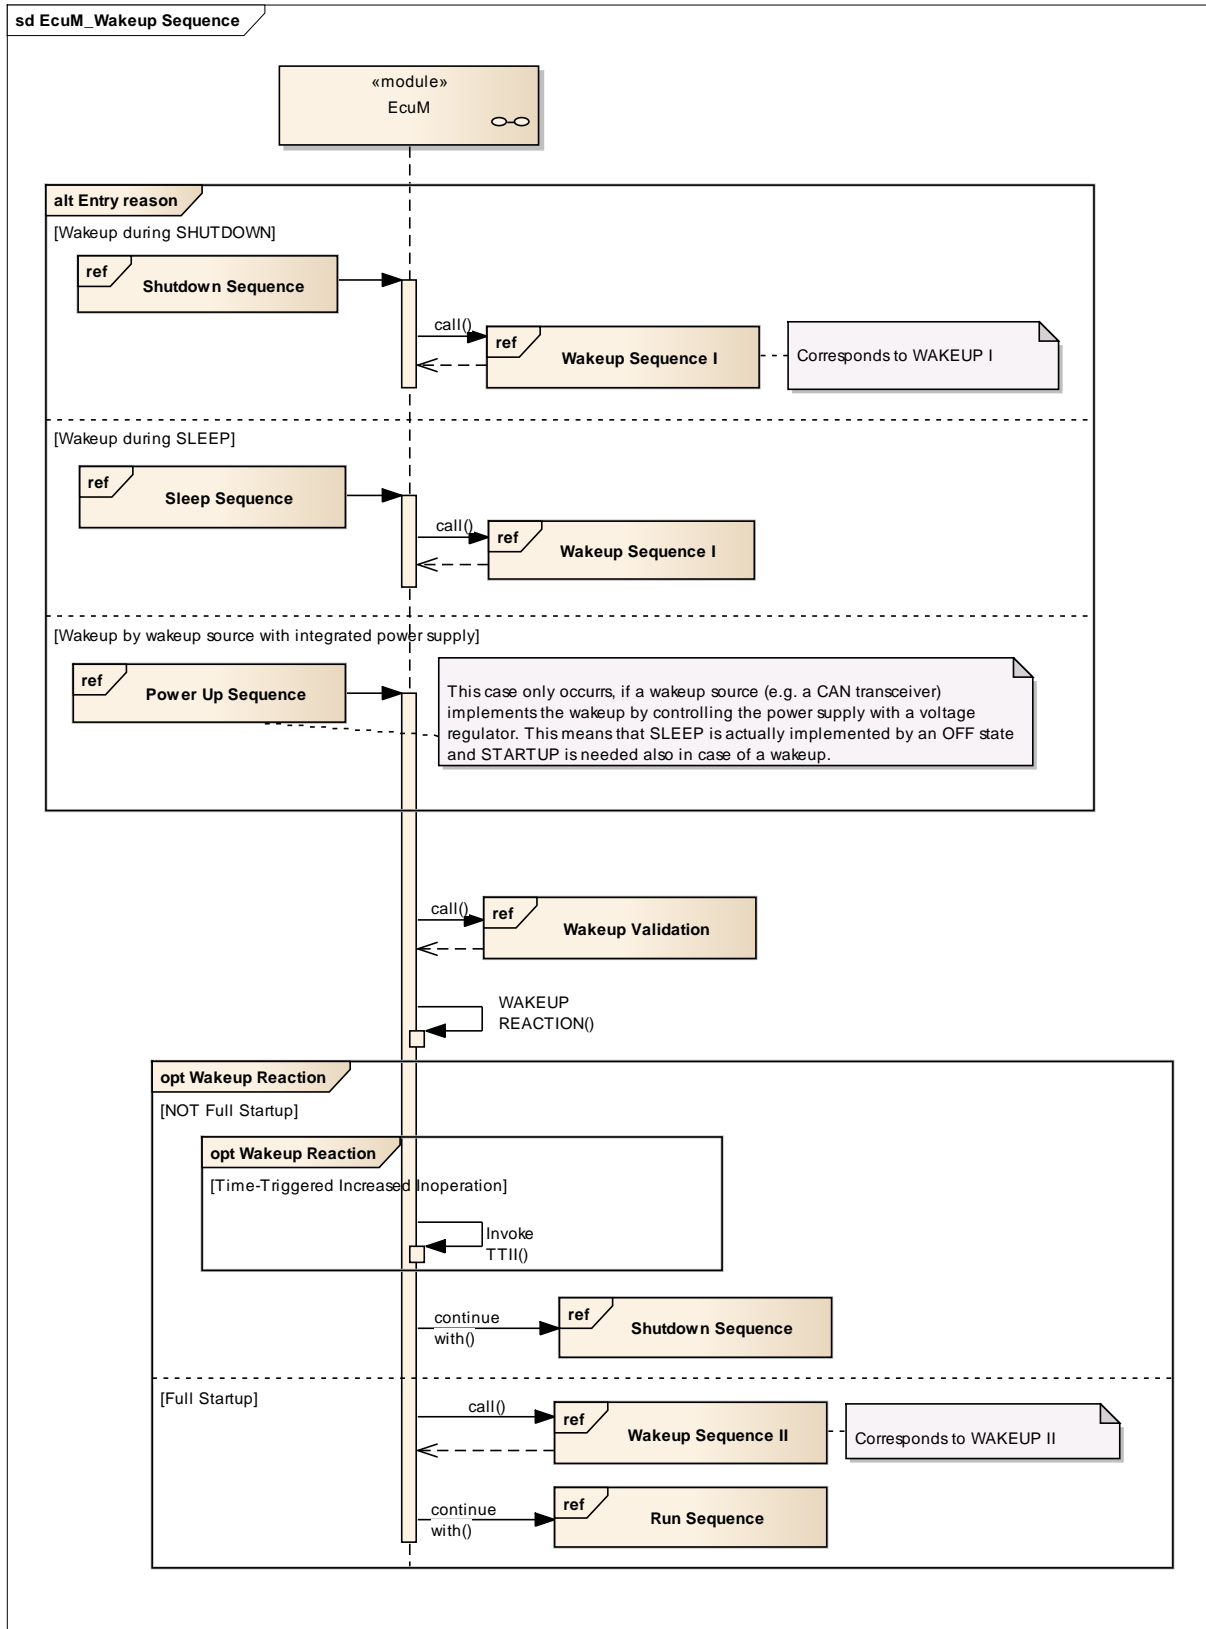 sd EcuM_Wakeup Sequence
«module»
EcuM
alt Entry reason
[Wakeup during SHUTDOWN]
ref
Shutdown Sequence
call()
ref
Wakeup Sequence I
Corresponds to WAKEUP I
[Wakeup during SLEEP]
ref
Sleep Sequence
call()
ref
Wakeup Sequence I
[Wakeup by wakeup source with integrated power supply]
ref
Power Up Sequence
This case only occurrs, if a wakeup source (e.g. a CAN transceiver)
implements the wakeup by controlling the power supply with a voltage
regulator. This means that SLEEP is actually implemented by an OFF state
and STARTUP is needed also in case of a wakeup.
call()
ref
Wakeup Validation
WAKEUP
REACTION()
opt Wakeup Reaction
[NOT Full Startup]
opt Wakeup Reaction
[Time-Triggered Increased Inoperation]
Invoke
TTII()
continue
with()
ref
Shutdown Sequence
[Full Startup]
call()
ref
Wakeup Sequence II
Corresponds to WAKEUP II
continue
with()
ref
Run Sequence